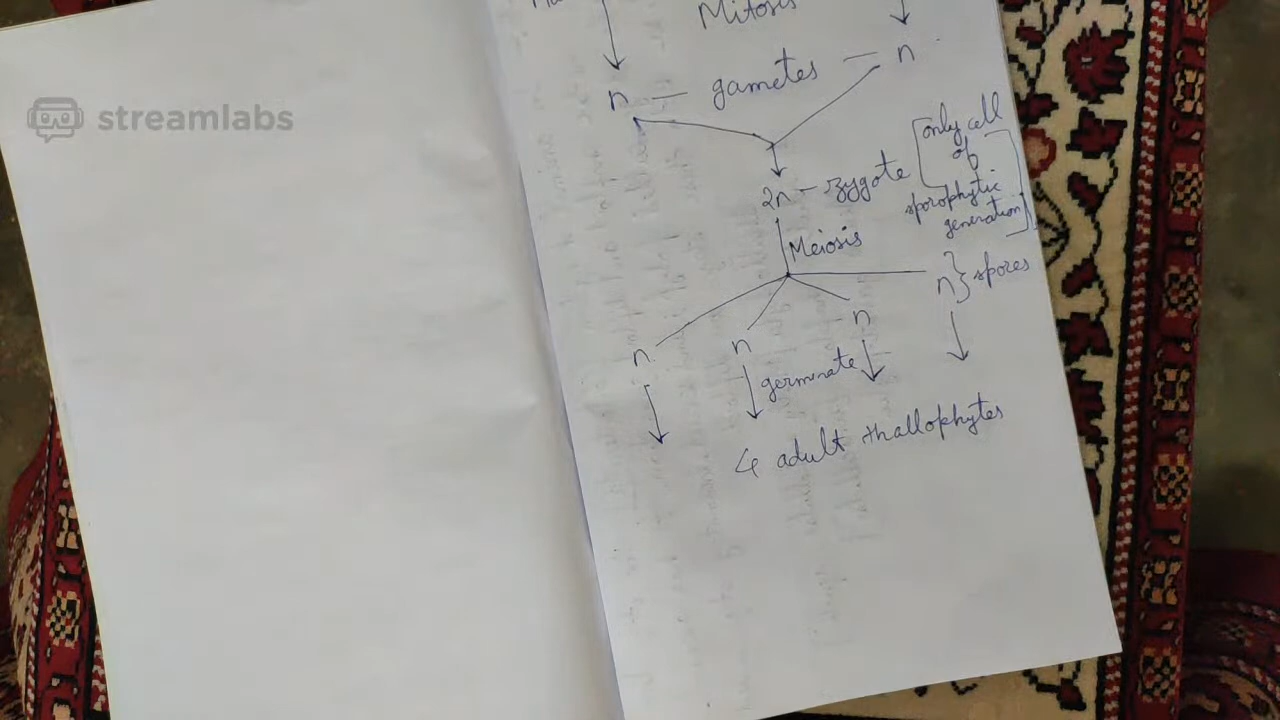 streamlabs
Mitosis
n — gametes — n
2n – zygote [only cell
of
sporophytic
generation]
Meiosis
n n n n } spores
germinate
4 adult thallophytes